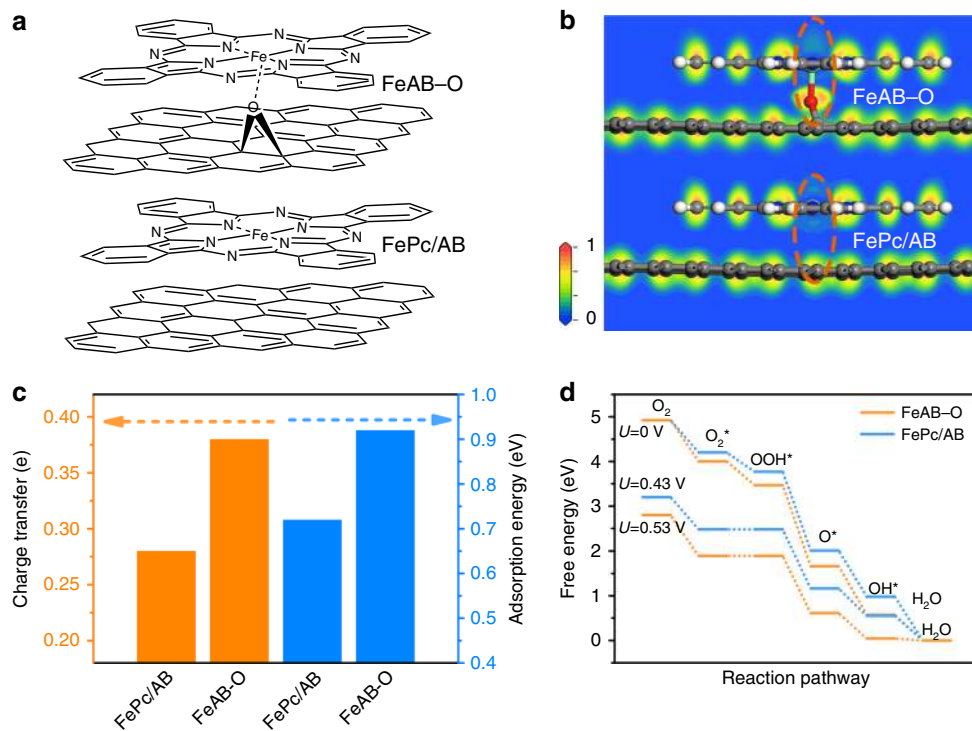 a
N
N
Fe
N
N
N
N
N
N
FeAB–O
O
N
N
N
Fe
N
N
N
N
N
FePc/AB
b
FeAB–O
FePc/AB
1
0
c
Charge transfer (e)
0.40
0.35
0.30
0.25
0.20
1.0
0.9
0.8
0.7
0.6
0.5
0.4
Adsorption energy (eV)
FePc/AB
FeAB-O
FePc/AB
FeAB-O
d
Free energy (eV)
5
4
3
2
1
0
FeAB–O
FePc/AB
O2
U=0 V
O2*
OOH*
U=0.43 V
U=0.53 V
O*
OH*
H2O
H2O
Reaction pathway